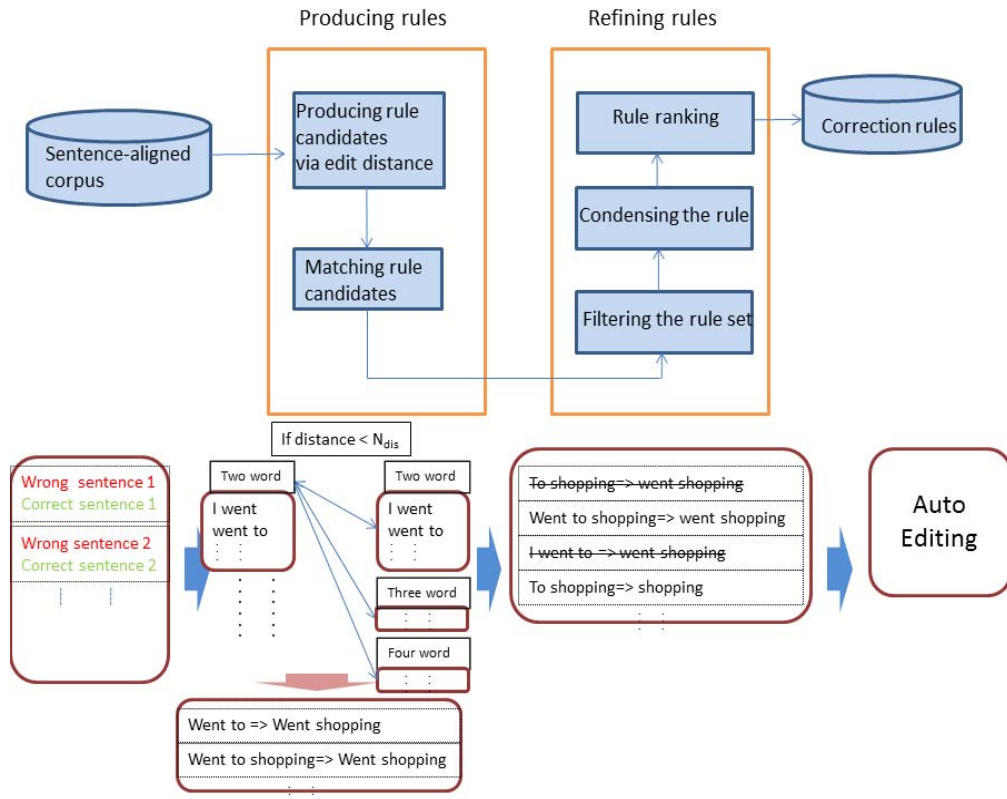 Producing rules
Refining rules
Sentence-aligned
corpus
Producing rule
candidates
via edit distance
Matching rule
candidates
Rule ranking
Condensing the rule
Filtering the rule set
Correction rules
If distance < N_dis
Wrong sentence 1
Correct sentence 1
Wrong sentence 2
Correct sentence 2
Two word
I went
went to
Two word
I went
went to
Three word
Four word
Went to => Went shopping
Went to shopping=> Went shopping
To shopping=> went shopping
Went to shopping=> went shopping
I went to => went shopping
To shopping=> shopping
Auto
Editing